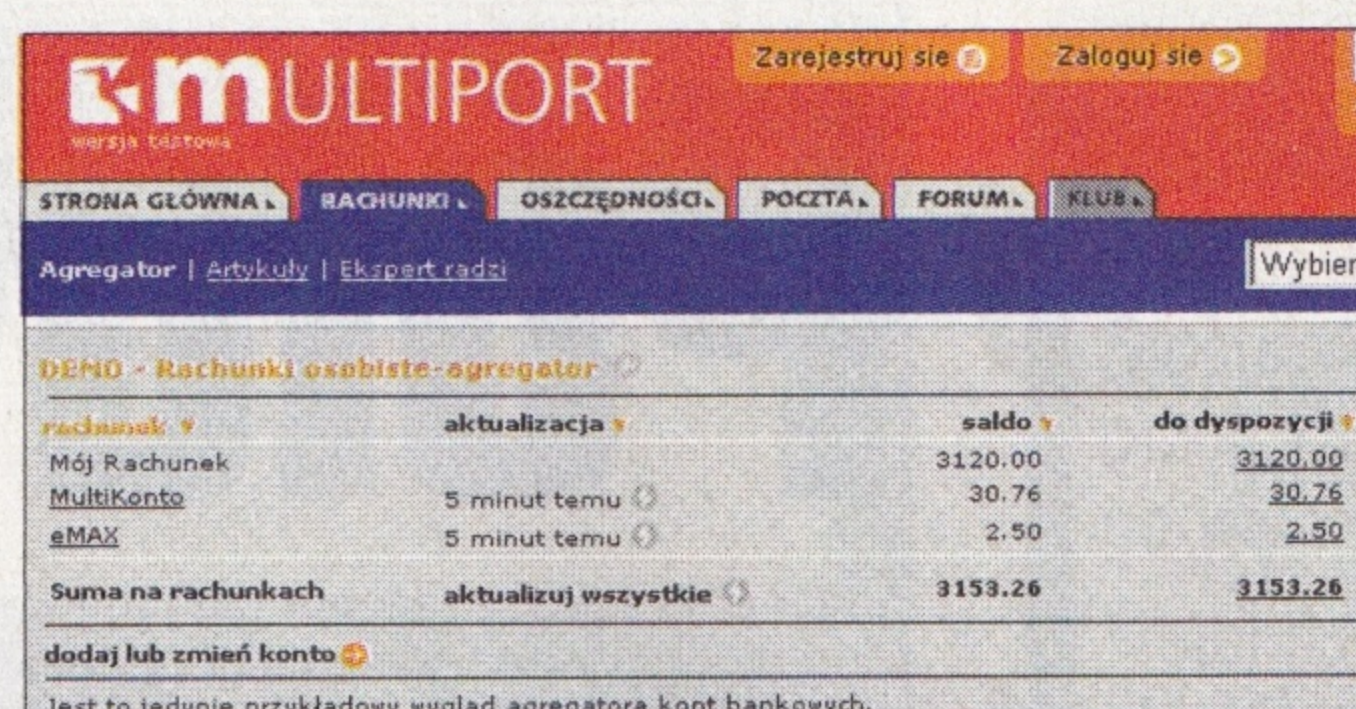 mULTIPORT
wersja testowa
Zarejestruj sie
Zaloguj sie
STRONA GŁÓWNA RACHUNKI OSZCZĘDNOŚCI POCZTA FORUM KLUB
Agregator | Artykuły | Ekspert radzi
Wybier
DEMO - Rachunki osobiste-agregator
rachunek aktualizacja saldo do dyspozycji
Mój Rachunek 3120.00 3120.00
MultiKonto 5 minut temu 30.76 30.76
eMAX 5 minut temu 2.50 2.50
Suma na rachunkach aktualizuj wszystkie 3153.26 3153.26
dodaj lub zmień konto
Jest to jedynie przykładowy wygląd agregatora kont bankowych.